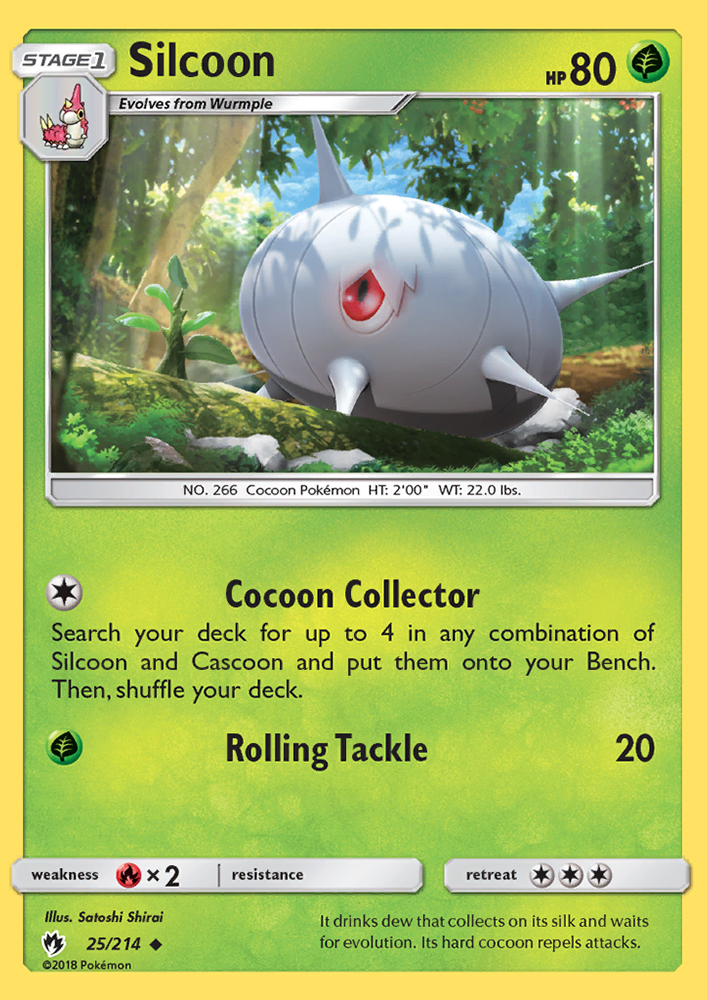 STAGE1
Silcoon
HP 80
Evolves from Wurmple
NO. 266 Cocoon Pokémon HT: 2'00" WT: 22.0 lbs.
Cocoon Collector
Search your deck for up to 4 in any combination of
Silcoon and Cascoon and put them onto your Bench.
Then, shuffle your deck.
Rolling Tackle 20
weakness ×2 resistance retreat
Illus. Satoshi Shirai
25/214
©2018 Pokémon
It drinks dew that collects on its silk and waits
for evolution. Its hard cocoon repels attacks.